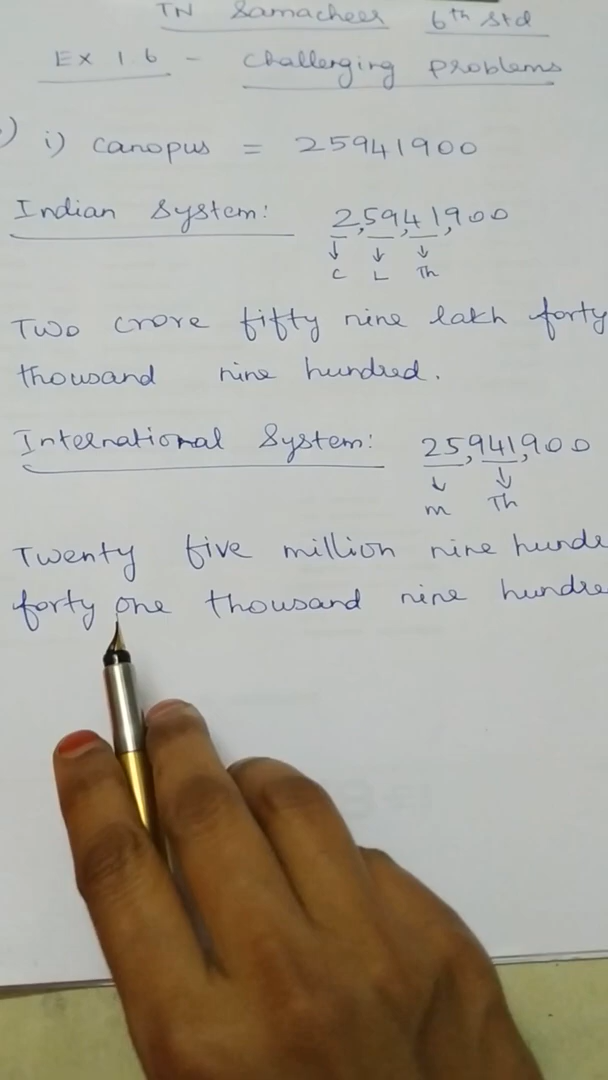 TN Samacheer 6th std
Ex 1.6 - Challenging problems
i) canopus = 25941900
Indian System: 2,59,41,900
↓ ↓ ↓
C L Th
Two crore fifty nine lakh forty
thousand nine hundred.
International System: 25,941,900
↓ ↓
m Th
Twenty five million nine hundre
forty one thousand nine hundre